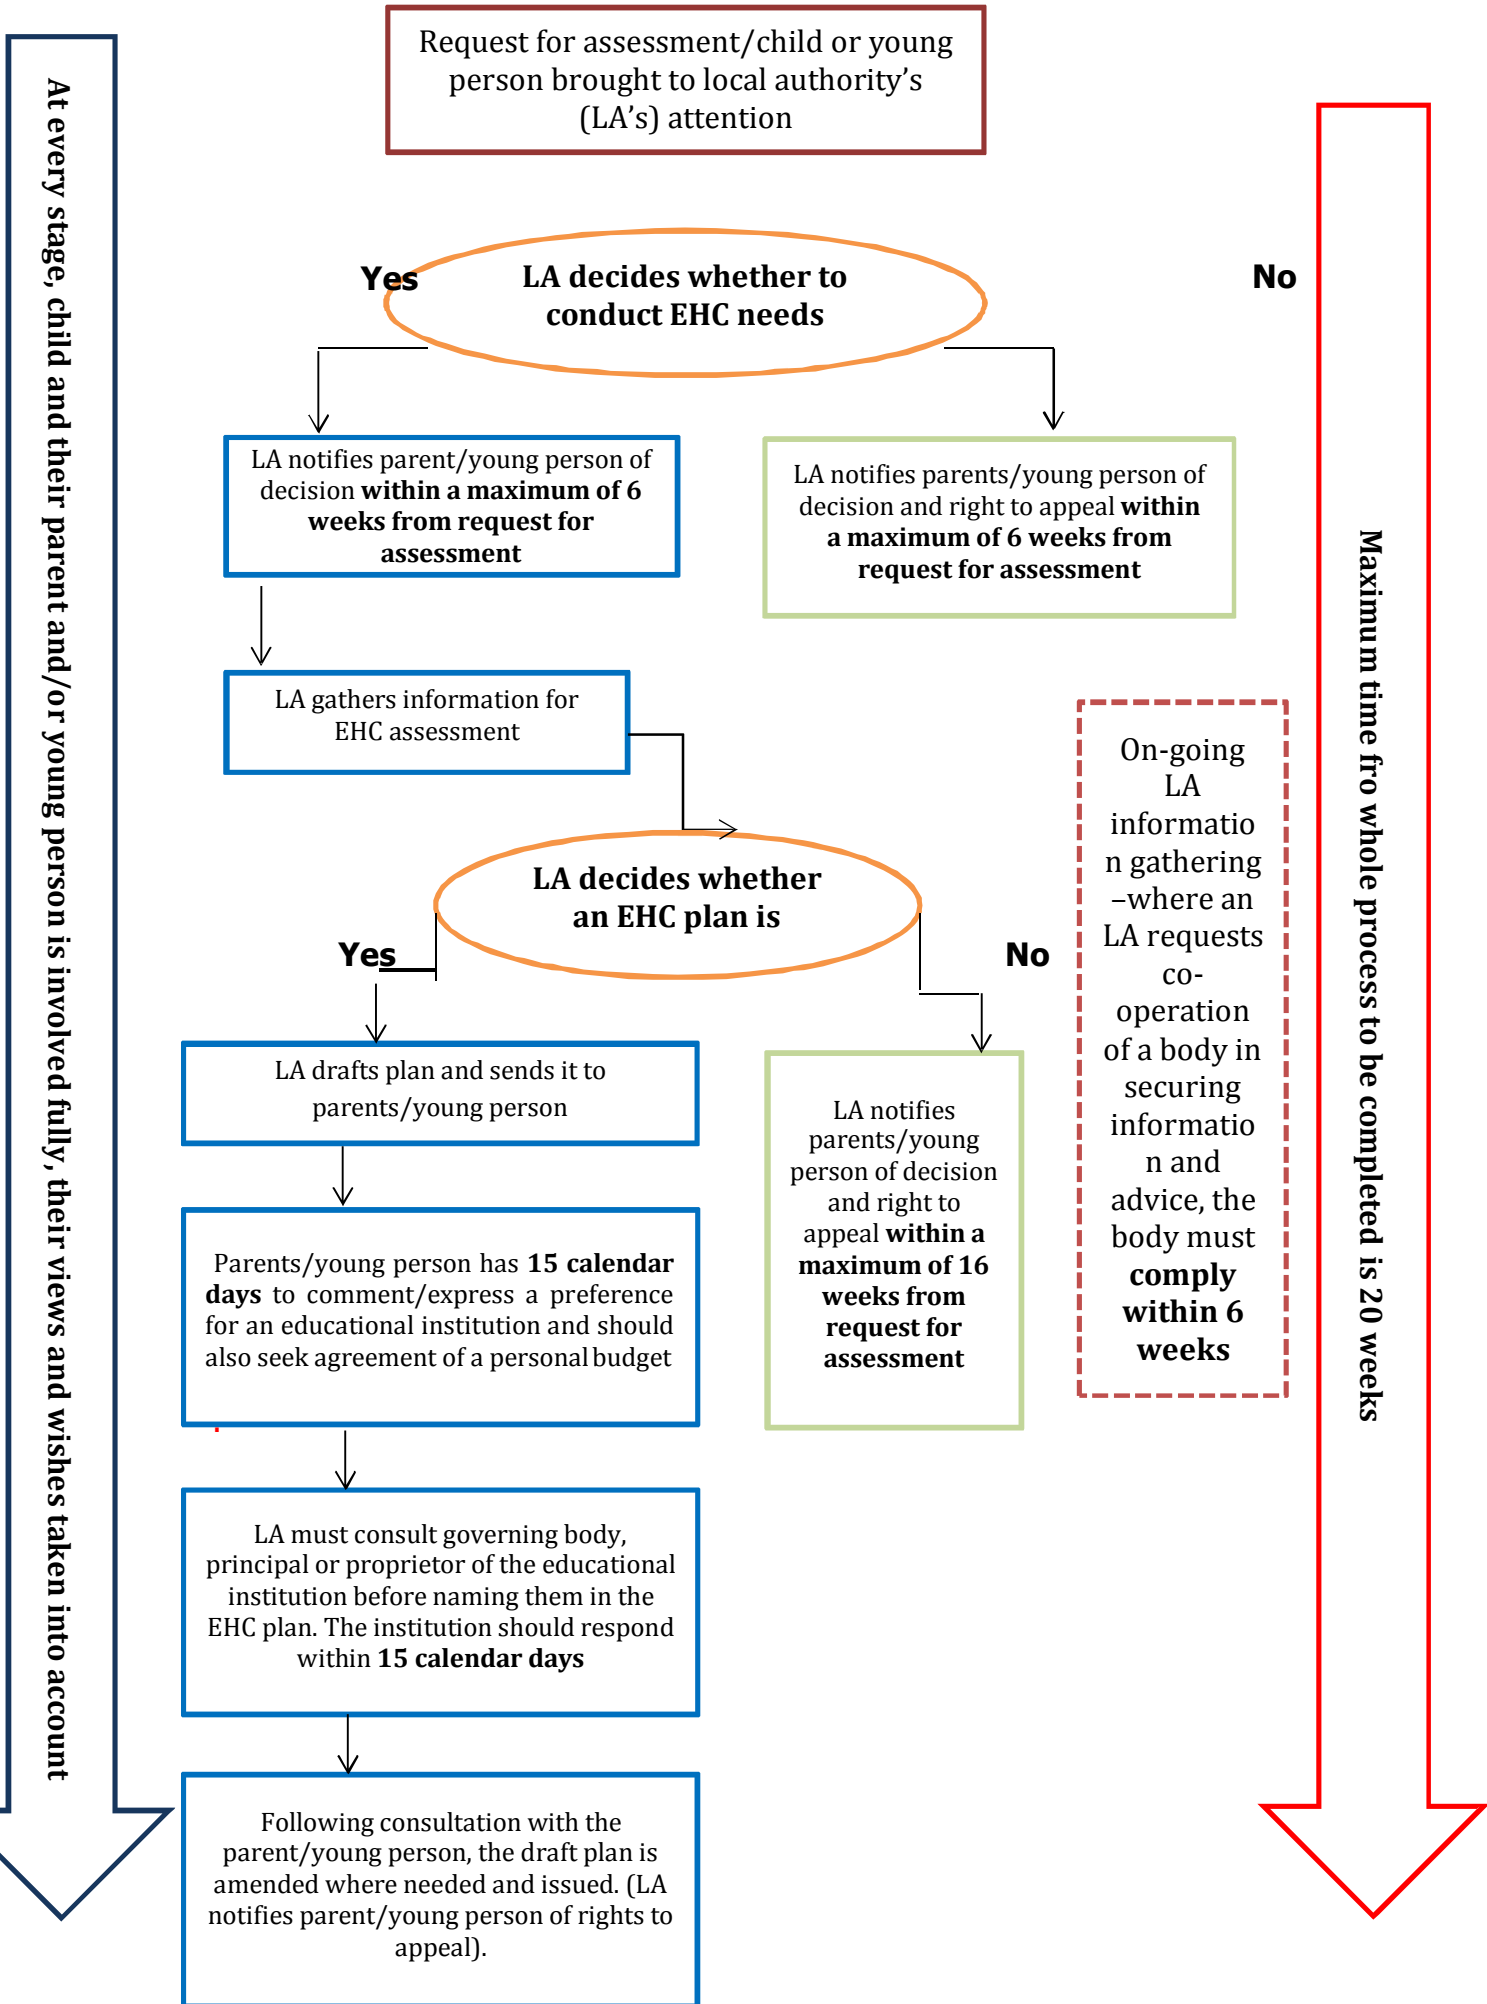 Request for assessment/child or young
person brought to local authority’s
(LA’s) attention
At every stage, child and their parent and/or young person is involved fully, their views and wishes taken into account
Maximum time fro whole process to be completed is 20 weeks
Yes
LA decides whether to
conduct EHC needs
No
LA notifies parent/young person of
decision within a maximum of 6
weeks from request for
assessment
LA notifies parents/young person of
decision and right to appeal within
a maximum of 6 weeks from
request for assessment
LA gathers information for
EHC assessment
On-going
LA
informatio
n gathering
–where an
LA requests
co-
operation
of a body in
securing
informatio
n and
advice, the
body must
comply
within 6
weeks
LA decides whether
an EHC plan is
Yes
No
LA drafts plan and sends it to
parents/young person
LA notifies
parents/young
person of decision
and right to
appeal within a
maximum of 16
weeks from
request for
assessment
Parents/young person has 15 calendar
days to comment/express a preference
for an educational institution and should
also seek agreement of a personal budget
LA must consult governing body,
principal or proprietor of the educational
institution before naming them in the
EHC plan. The institution should respond
within 15 calendar days
Following consultation with the
parent/young person, the draft plan is
amended where needed and issued. (LA
notifies parent/young person of rights to
appeal).